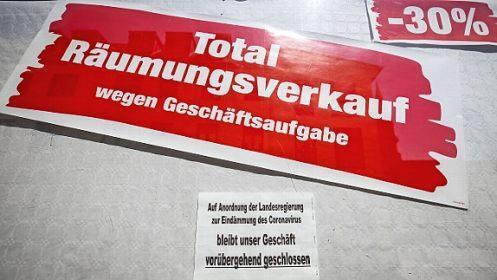 -30%
Total
Räumungsverkauf
wegen Geschäftsaufgabe
Auf Anordnung der Landesregierung
zur Eindämmung des Coronavirus
bleibt unser Geschäft
vorübergehend geschlossen